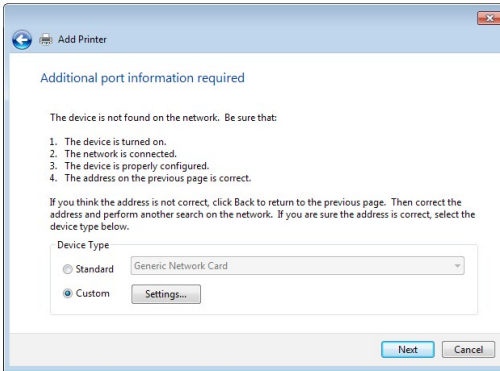 Add Printer
Additional port information required
The device is not found on the network. Be sure that:
1. The device is turned on.
2. The network is connected.
3. The device is properly configured.
4. The address on the previous page is correct.
If you think the address is not correct, click Back to return to the previous page. Then correct the
address and perform another search on the network. If you are sure the address is correct, select the
device type below.
Device Type
Standard Generic Network Card
Custom Settings...
Next Cancel